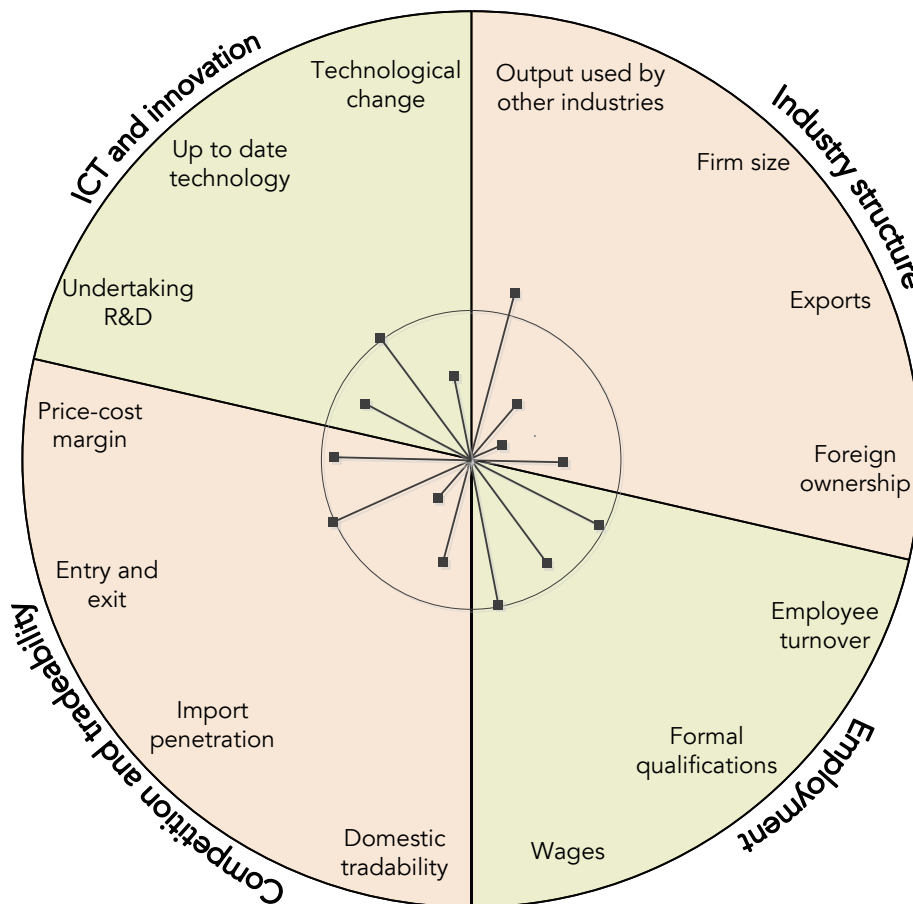 ICT and innovation
Technological
change
Up to date
technology
Undertaking
R&D
Industry structure
Output used by
other industries
Firm size
Exports
Foreign
ownership
Employment
Employee
turnover
Formal
qualifications
Wages
Competition and tradeability
Price-cost
margin
Entry and
exit
Import
penetration
Domestic
tradability